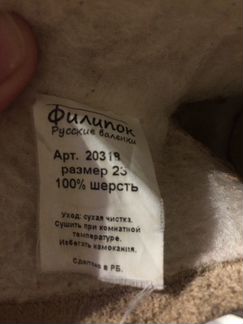 Филипок
Русские валенки
Арт. 20318
размер 23
100% шерсть
Уход: сухая чистка.
Сушить при комнатной
температуре.
Избегать намокания.
Сделано в РБ.